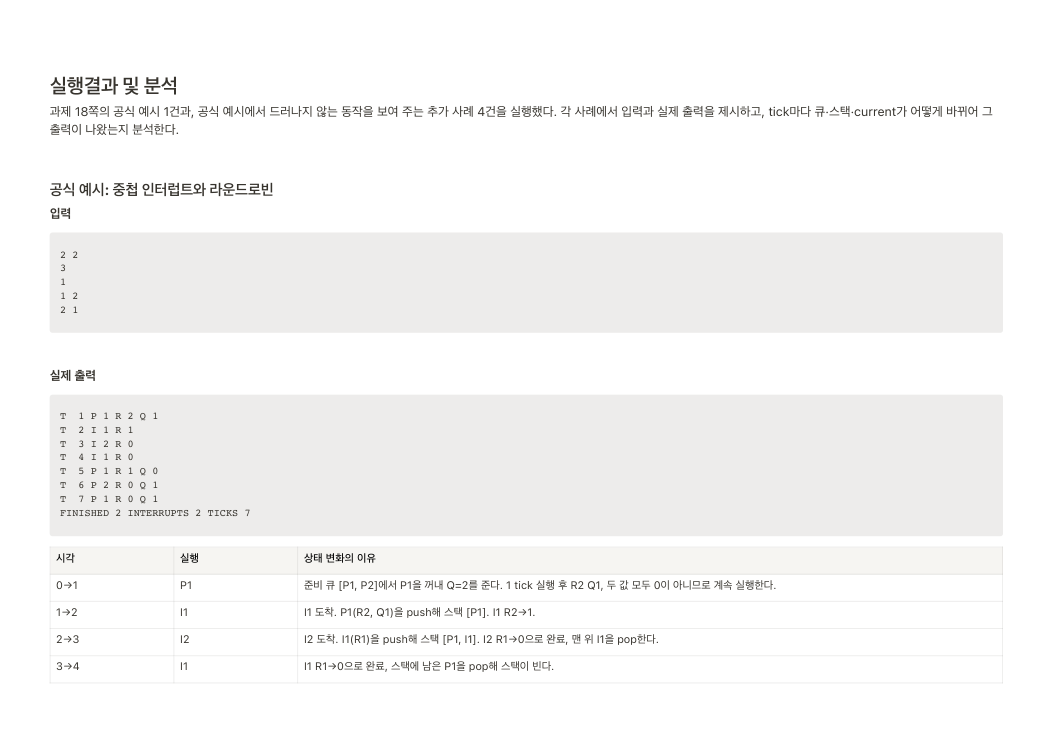 실행결과 및 분석
과제 18쪽의 공식 예시 1건과, 공식 예시에서 드러나지 않는 동작을 보여 주는 추가 사례 4건을 실행했다. 각 사례에서 입력과 실제 출력을 제시하고, tick마다 큐·스택·current가 어떻게 바뀌어 그
출력이 나왔는지 분석한다.
공식 예시: 중첩 인터럽트와 라운드로빈
입력
2 2
3
1
1 2
2 1
실제 출력
T  1 P 1 R 2 Q 1
T  2 I 1 R 1
T  3 I 2 R 0
T  4 I 1 R 0
T  5 P 1 R 1 Q 0
T  6 P 2 R 0 Q 1
T  7 P 1 R 0 Q 1
FINISHED 2 INTERRUPTS 2 TICKS 7
시각 실행 상태 변화의 이유
0→1 P1 준비 큐 [P1, P2]에서 P1을 꺼내 Q=2를 준다. 1 tick 실행 후 R2 Q1, 두 값 모두 0이 아니므로 계속 실행한다.
1→2 I1 I1 도착. P1(R2, Q1)을 push해 스택 [P1]. I1 R2→1.
2→3 I2 I2 도착. I1(R1)을 push해 스택 [P1, I1]. I2 R1→0으로 완료, 맨 위 I1을 pop한다.
3→4 I1 I1 R1→0으로 완료, 스택에 남은 P1을 pop해 스택이 빈다.